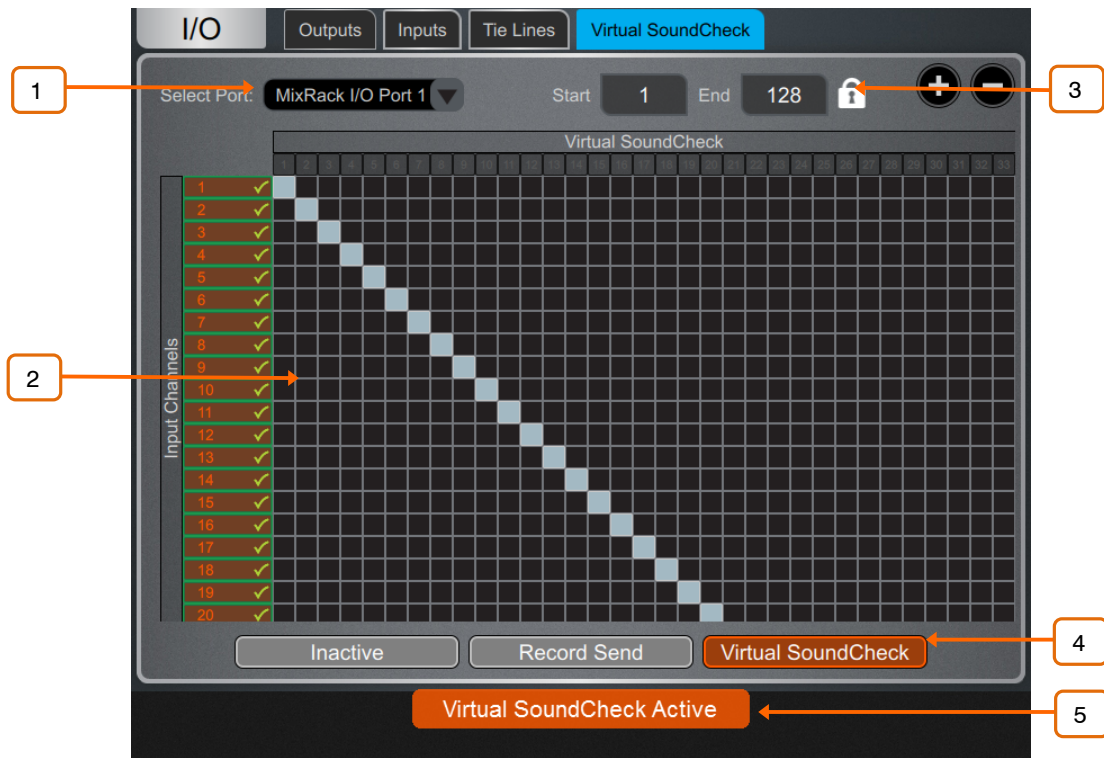 I/O Outputs Inputs Tie Lines Virtual SoundCheck
1 Select Port: MixRack I/O Port 1 Start 1 End 128 + − 3
Virtual SoundCheck
1 2 3 4 5 6 7 8 9 10 11 12 13 14 15 16 17 18 19 20 21 22 23 24 25 26 27 28 29 30 31 32 33
Input Channels
1
2
3
4
5
6
7
8
2 9
10
11
12
13
14
15
16
17
18
19
20
Inactive Record Send Virtual SoundCheck 4
Virtual SoundCheck Active 5